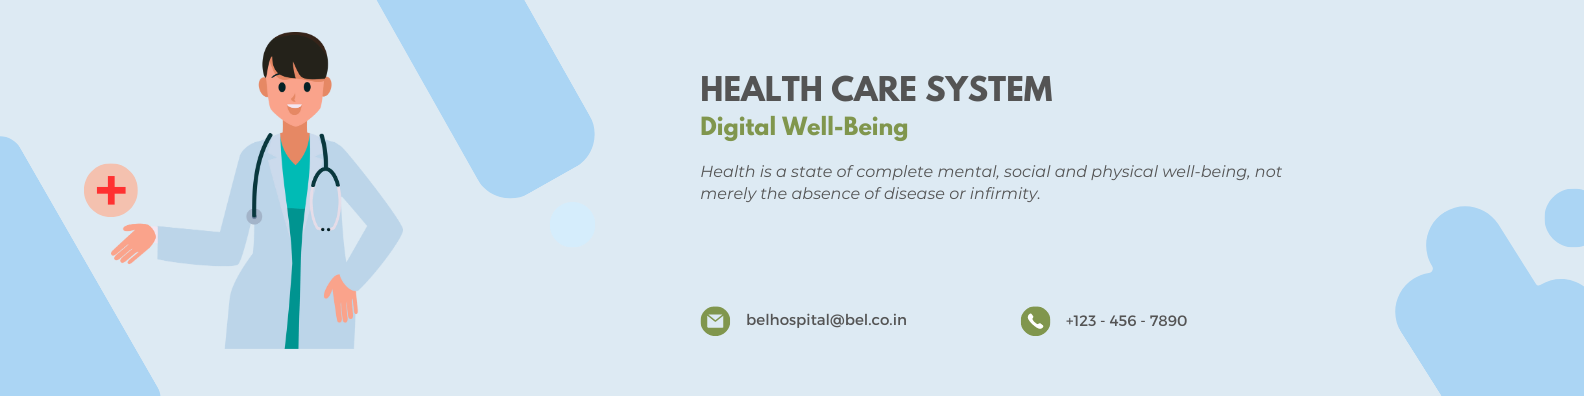 HEALTH CARE SYSTEM
Digital Well-Being
Health is a state of complete mental, social and physical well-being, not
merely the absence of disease or infirmity.
belhospital@bel.co.in
+123 - 456 - 7890